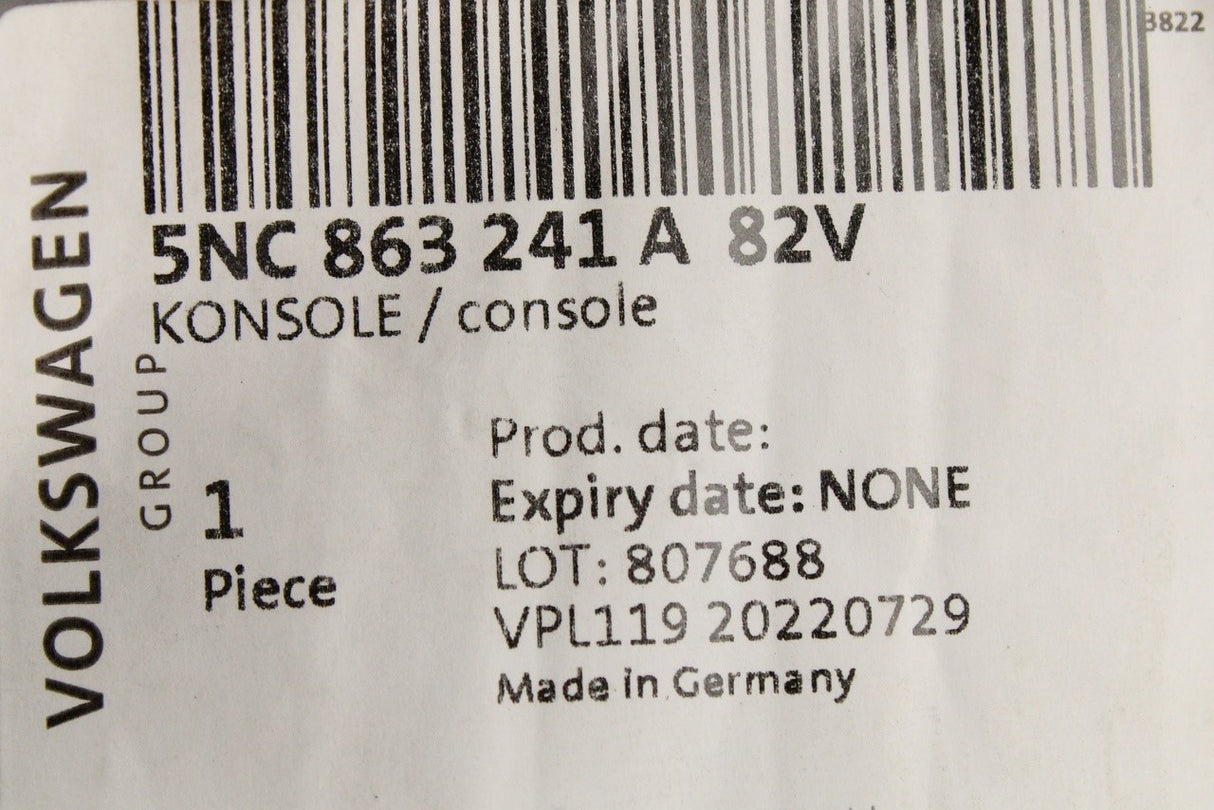 3822
5NC 863 241 A 82V
KONSOLE / console
VOLKSWAGEN
GROUP
1
Piece
Prod. date:
Expiry date: NONE
LOT: 807688
VPL119 20220729
Made in Germany